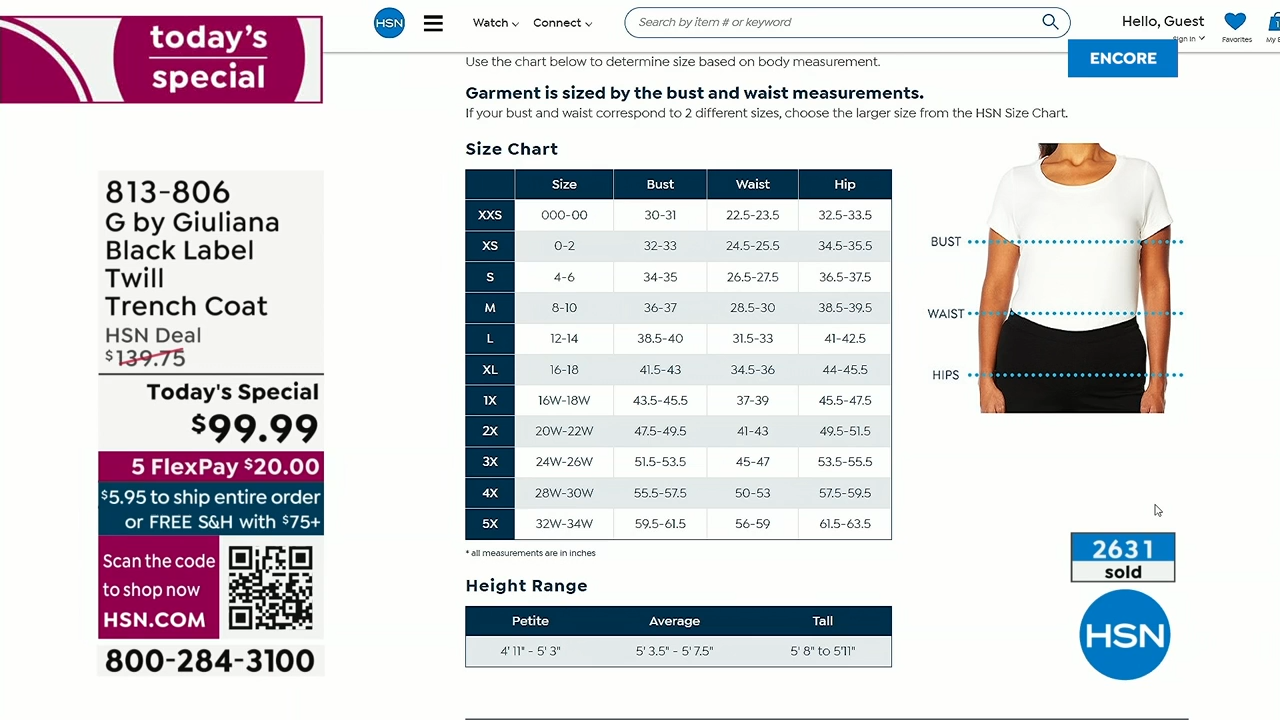 today's
special
813-806
G by Giuliana
Black Label
Twill
Trench Coat
HSN Deal
$139.75
Today's Special
$99.99
5 FlexPay $20.00
$5.95 to ship entire order
or FREE S&H with $75+
Scan the code
to shop now
HSN.COM
800-284-3100
HSN Watch Connect Search by item # or keyword Hello, Guest
Sign In Favorites My
ENCORE
Use the chart below to determine size based on body measurement.
Garment is sized by the bust and waist measurements.
If your bust and waist correspond to 2 different sizes, choose the larger size from the HSN Size Chart.
Size Chart
Size Bust Waist Hip
XXS 000-00 30-31 22.5-23.5 32.5-33.5
XS 0-2 32-33 24.5-25.5 34.5-35.5
S 4-6 34-35 26.5-27.5 36.5-37.5
M 8-10 36-37 28.5-30 38.5-39.5
L 12-14 38.5-40 31.5-33 41-42.5
XL 16-18 41.5-43 34.5-36 44-45.5
1X 16W-18W 43.5-45.5 37-39 45.5-47.5
2X 20W-22W 47.5-49.5 41-43 49.5-51.5
3X 24W-26W 51.5-53.5 45-47 53.5-55.5
4X 28W-30W 55.5-57.5 50-53 57.5-59.5
5X 32W-34W 59.5-61.5 56-59 61.5-63.5
* all measurements are in inches
BUST
WAIST
HIPS
Height Range
Petite Average Tall
4' 11" - 5' 3" 5' 3.5" - 5' 7.5" 5' 8" to 5'11"
2631
sold
HSN